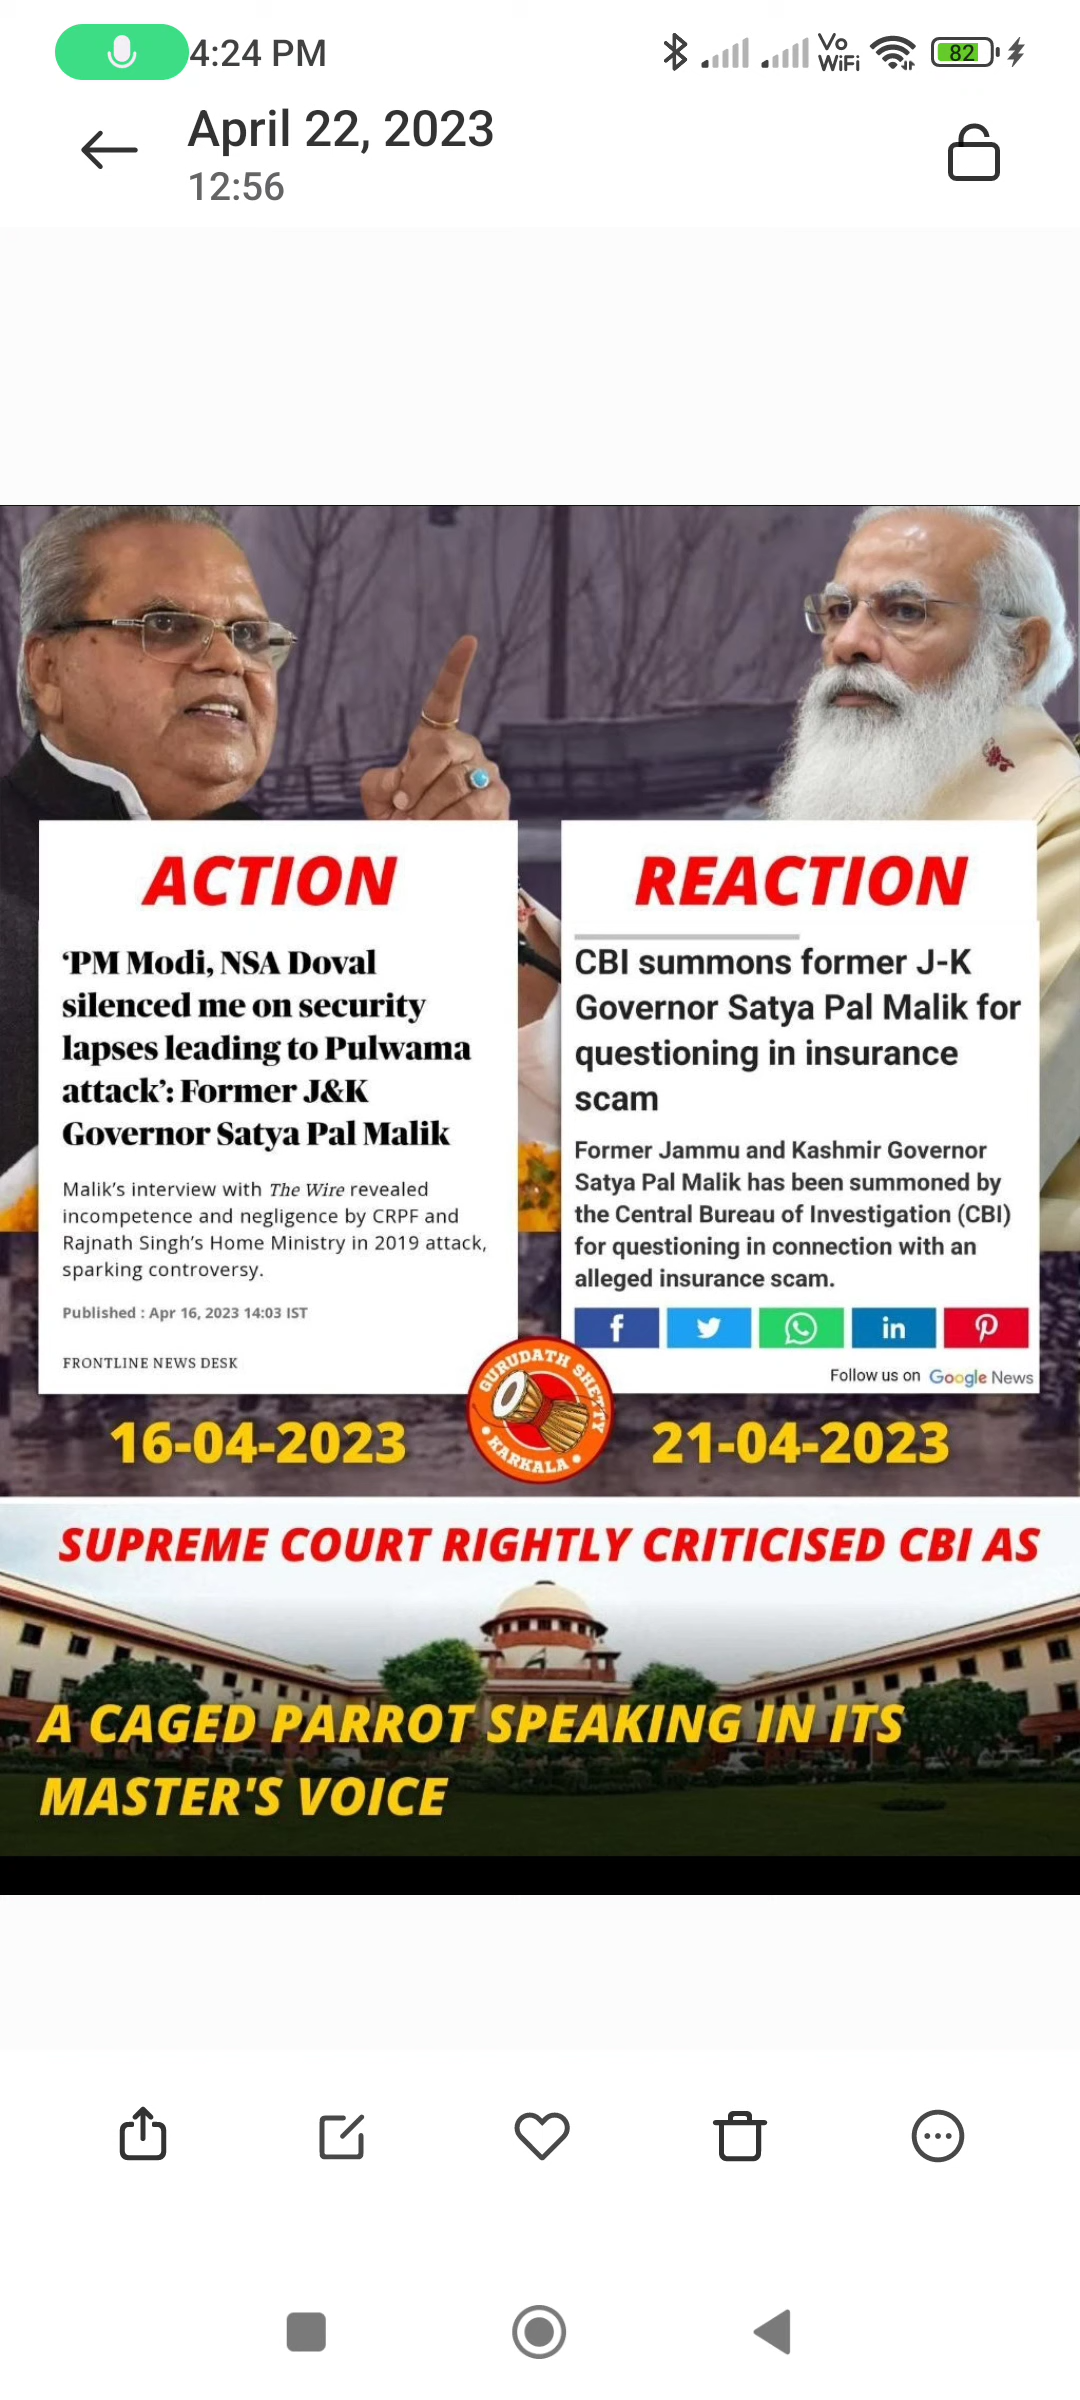 4:24 PM
Vo
WiFi
82
April 22, 2023
12:56
ACTION
‘PM Modi, NSA Doval
silenced me on security
lapses leading to Pulwama
attack’: Former J&K
Governor Satya Pal Malik
Malik’s interview with The Wire revealed
incompetence and negligence by CRPF and
Rajnath Singh’s Home Ministry in 2019 attack,
sparking controversy.
Published : Apr 16, 2023 14:03 IST
FRONTLINE NEWS DESK
16-04-2023
REACTION
CBI summons former J-K
Governor Satya Pal Malik for
questioning in insurance
scam
Former Jammu and Kashmir Governor
Satya Pal Malik has been summoned by
the Central Bureau of Investigation (CBI)
for questioning in connection with an
alleged insurance scam.
f
in
Follow us on Google News
21-04-2023
GURUDATH SHETTY
KARKALA
SUPREME COURT RIGHTLY CRITICISED CBI AS
A CAGED PARROT SPEAKING IN ITS
MASTER'S VOICE